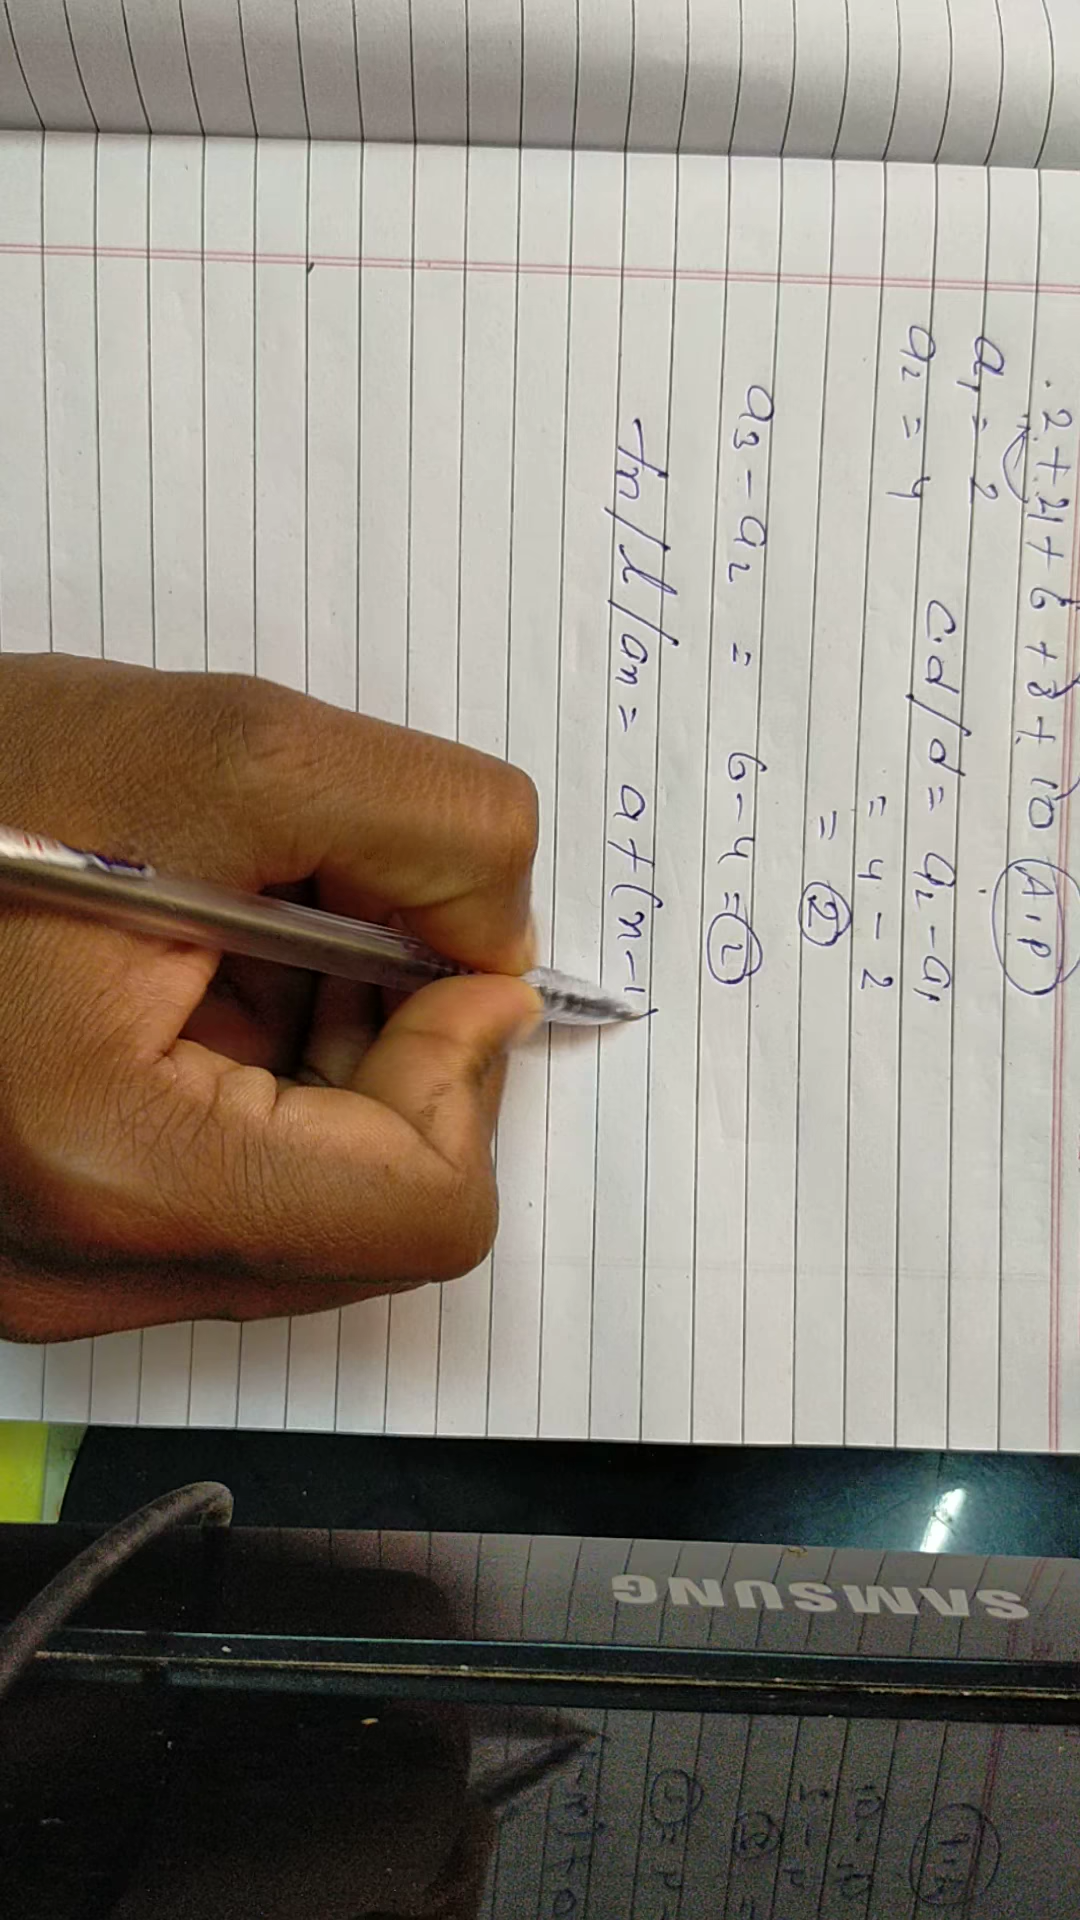 2 + 4 + 6 + 8 + 10 A.P
a1 = 2
a2 = 4 c.d/d = a2 - a1
= 4 - 2
= 2
a3 - a2 = 6 - 4 = 2
Tn/l/an = a + (n-1)
SAMSUNG